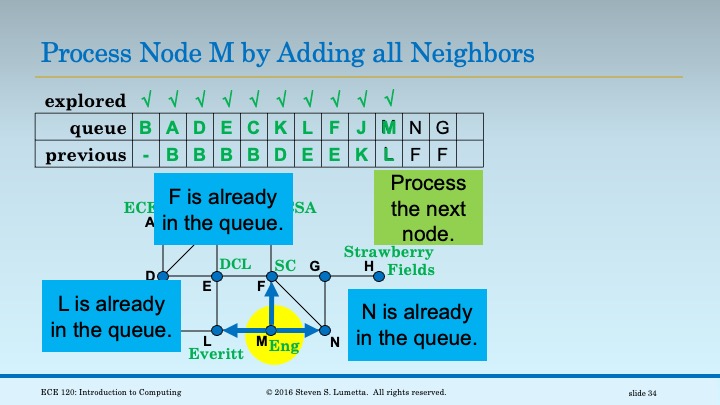 Process Node M by Adding all Neighbors
explored √ √ √ √ √ √ √ √ √ √
queue B A D E C K L F J M N G
previous - B B B B D E E K L F F
F is already
in the queue.
Process
the next
node.
A
Strawberry
Fields
DCL
SC
G
H
D
E
F
L is already
in the queue.
N is already
in the queue.
L
M
Eng
N
Everitt
ECE 120: Introduction to Computing
© 2016 Steven S. Lumetta. All rights reserved.
slide 34